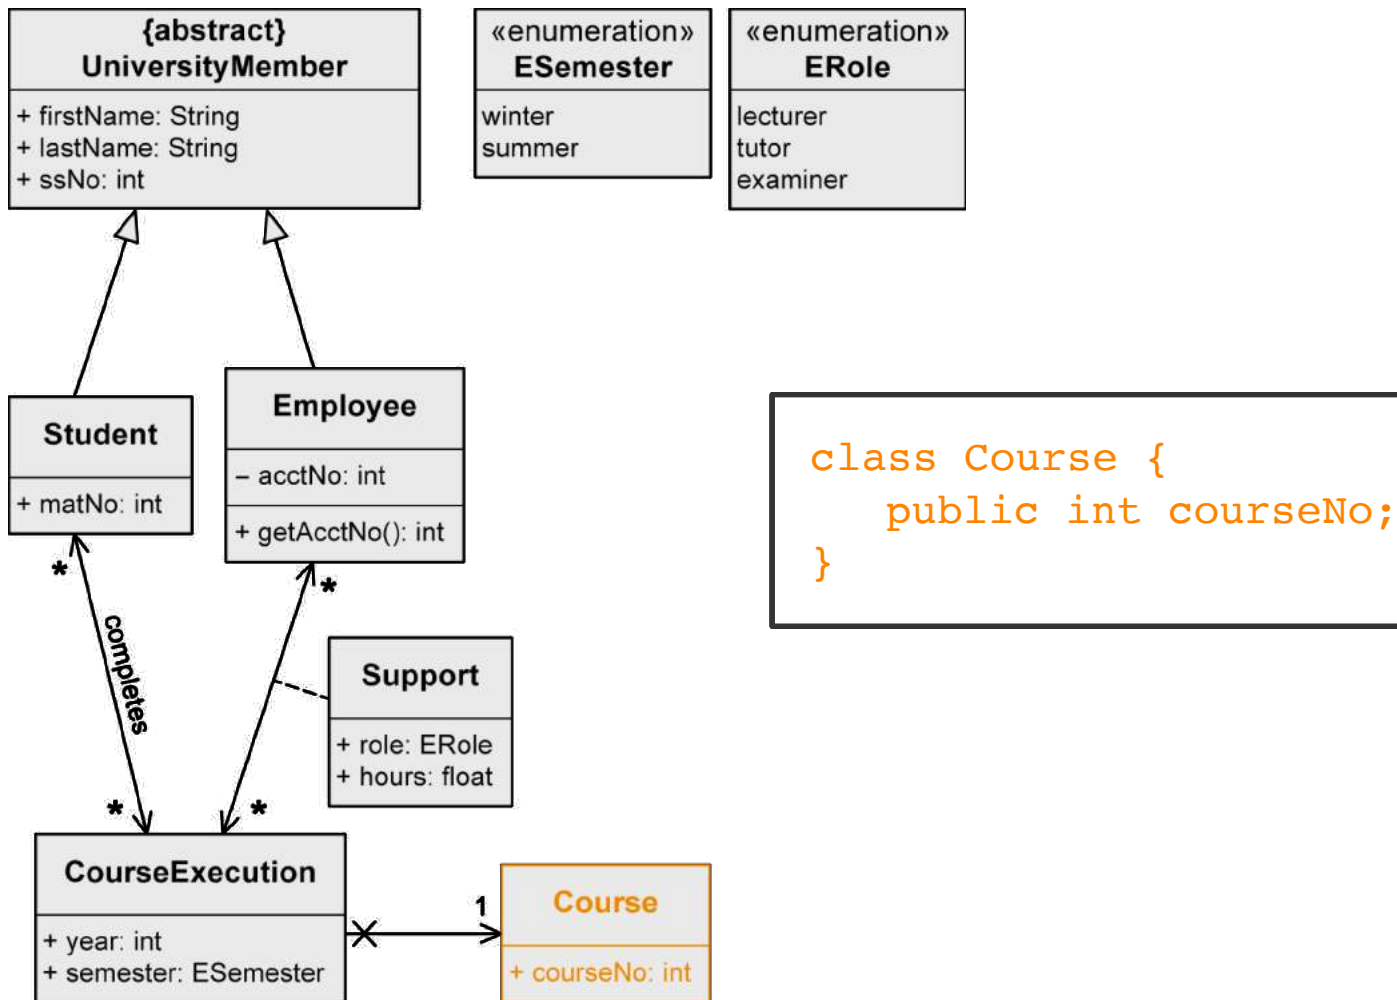 {abstract}
UniversityMember
+ firstName: String
+ lastName: String
+ ssNo: int
«enumeration»
ESemester
winter
summer
«enumeration»
ERole
lecturer
tutor
examiner
Student
+ matNo: int
Employee
– acctNo: int
+ getAcctNo(): int
class Course {
public int courseNo;
}
*
*
completes
Support
+ role: ERole
+ hours: float
*
*
CourseExecution
+ year: int
+ semester: ESemester
1
Course
+ courseNo: int